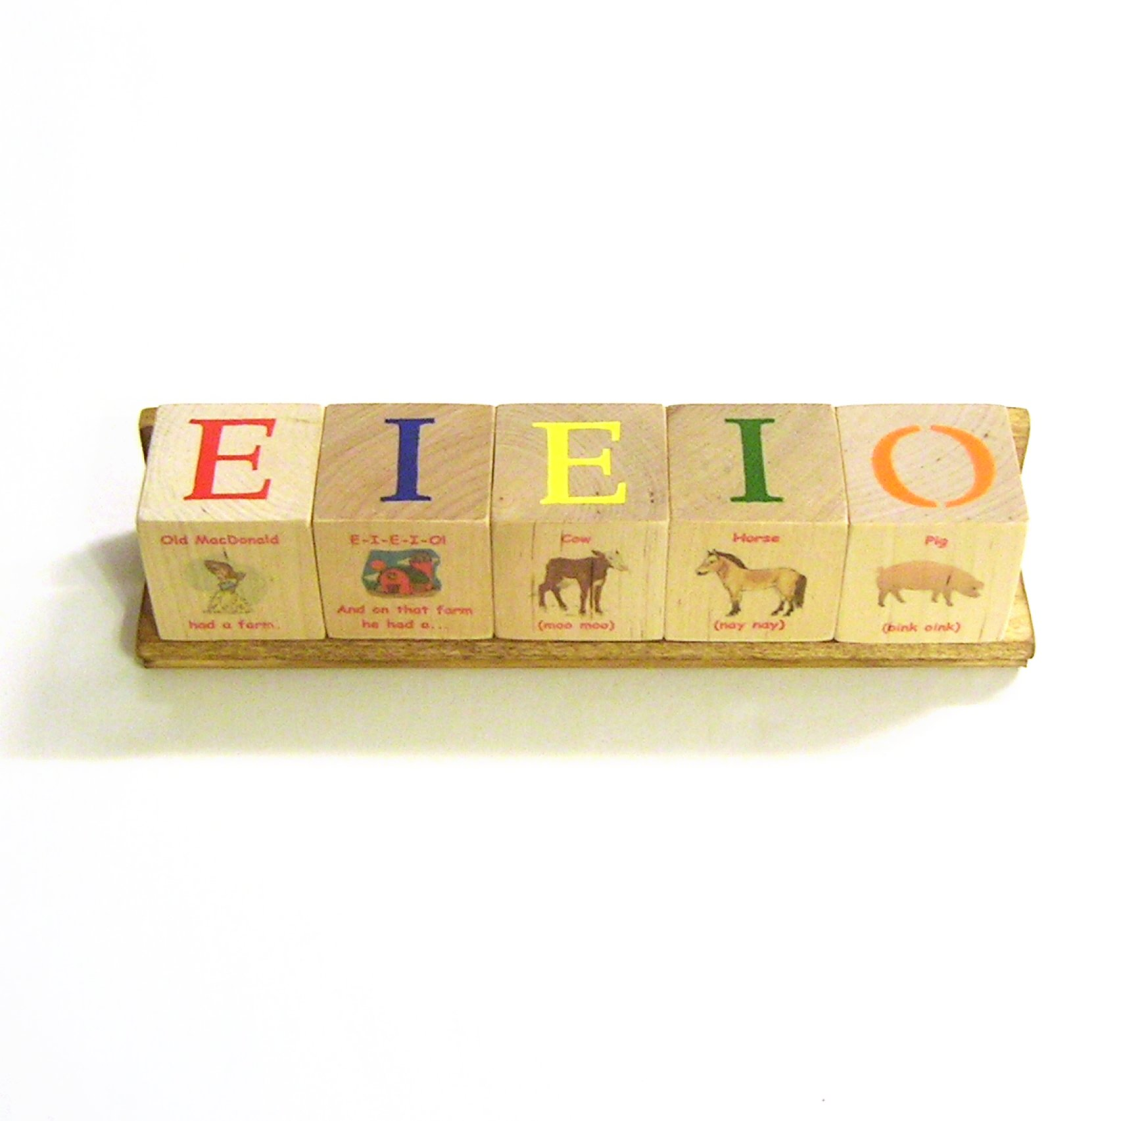 E I E I O
Old MacDonald
had a farm.
E-I-E-I-O!
And on that farm
he had a...
Cow
(moo moo)
Horse
(nay nay)
Pig
(oink oink)